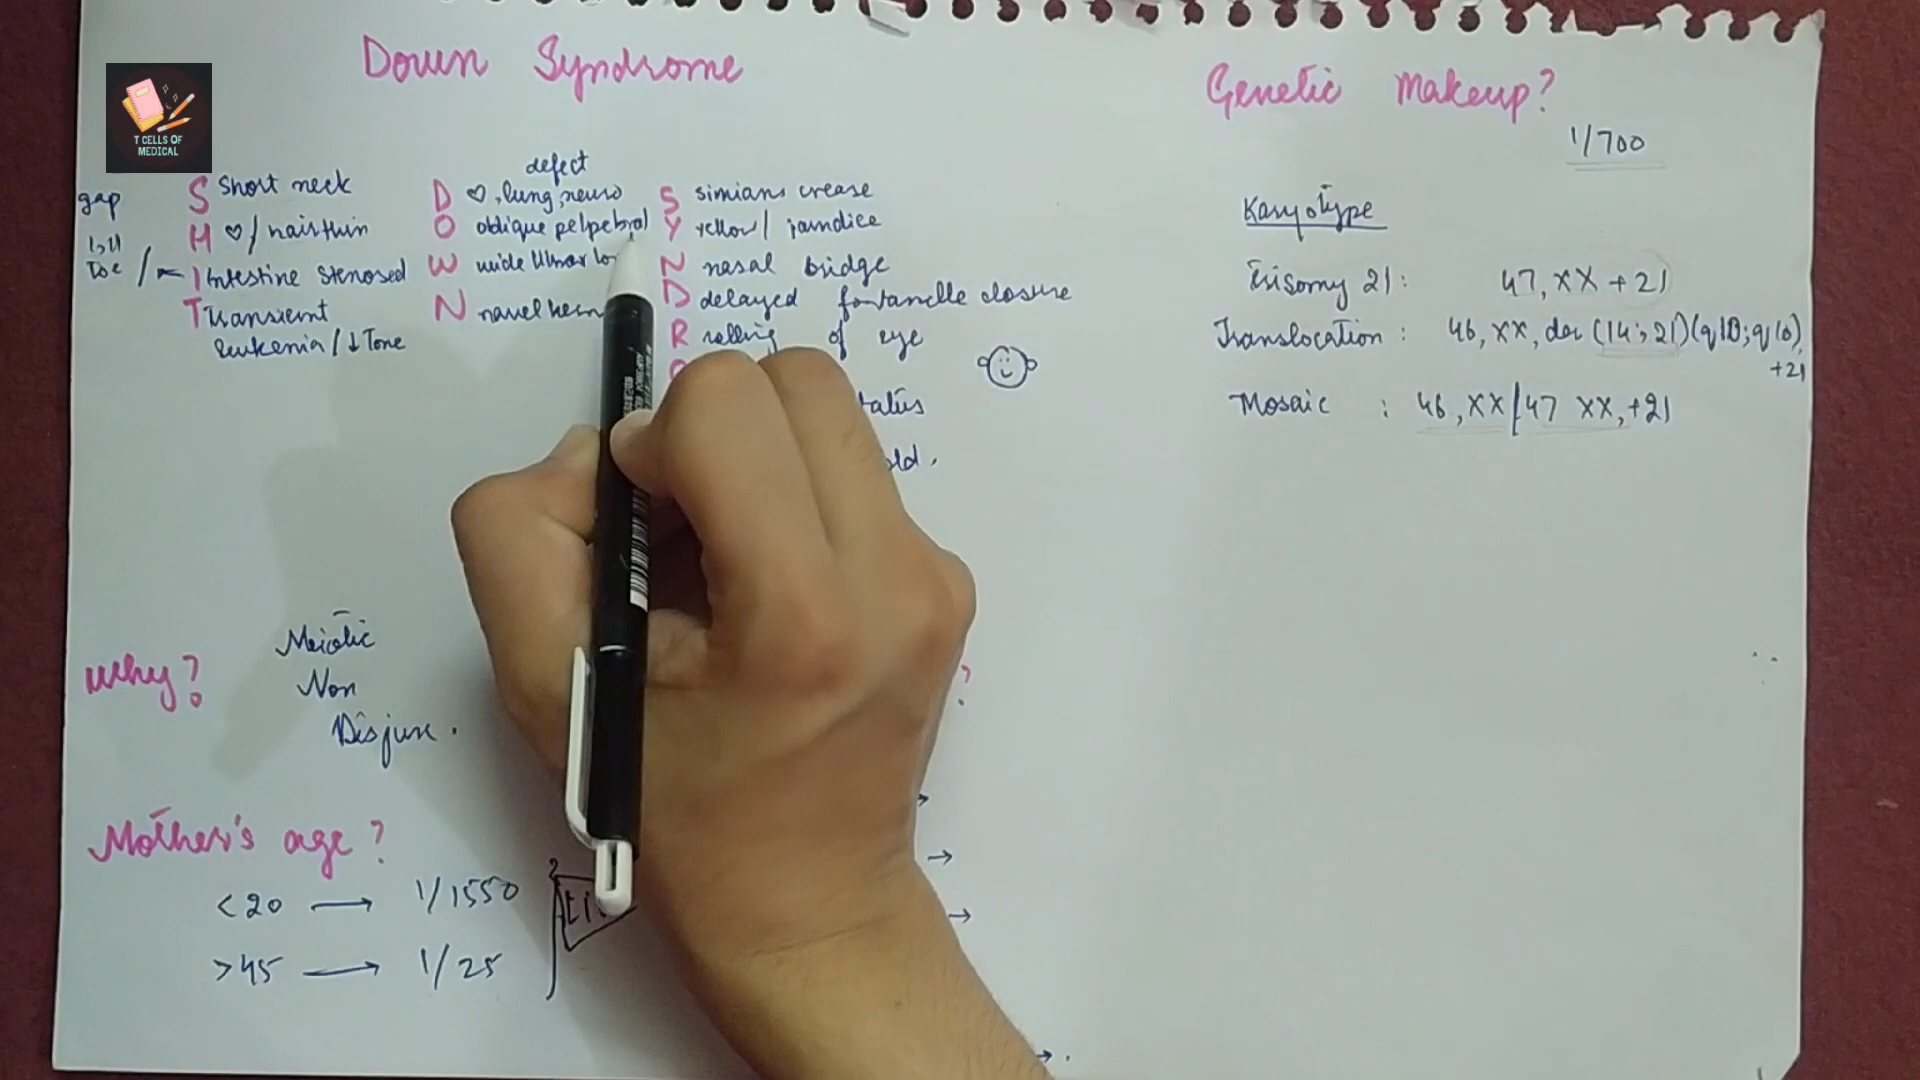 Down Syndrome
T CELLS OF
MEDICAL
gap
I, II
Toe
S Short neck
H ♡/ hair thin
I Intestine Stenosed
Transient
leukemia / ↓ Tone
defect
D ♡, lung, neuro
O oblique pelpebral
W wide Ulnar
N navel
S simians crease
Y yellow / jaundice
N nasal bridge
D delayed fontanelle closure
R rolling of eye
Why?
Meiotic
Non
Disjunc.
?
Mother's age?
<20 → 1/1550
>45 → 1/25
Genetic Makeup?
1/700
Karyotype
Trisomy 21: 47, XX +21
Translocation: 46, XX, der (14;21)(q10;q10)
+21
Mosaic : 46, XX/47 XX, +21